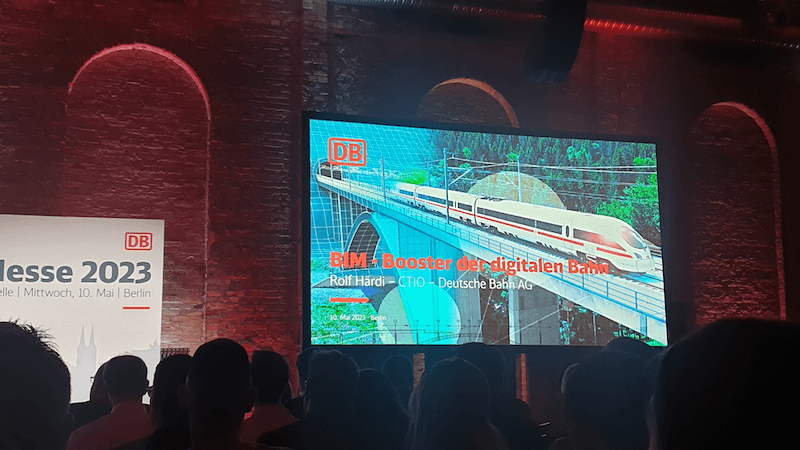 DB
esse 2023
elle | Mittwoch, 10. Mai | Berlin
DB
BIM - Booster der digitalen Bahn
Rolf Härdi – CTIO – Deutsche Bahn AG
10. Mai 2023 - Berlin